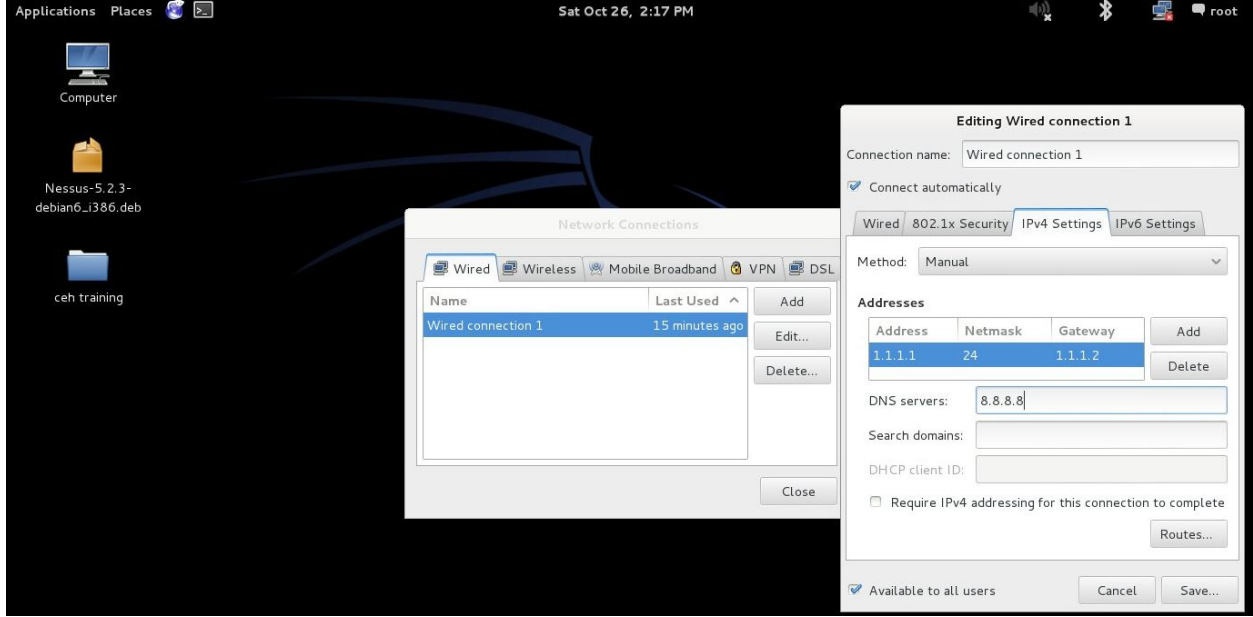 Applications Places Sat Oct 26, 2:17 PM root
Computer
Nessus-5.2.3-
debian6_i386.deb
ceh training
Network Connections
Wired Wireless Mobile Broadband VPN DSL
Name Last Used Add
Wired connection 1 15 minutes ago
Edit...
Delete...
Close
Editing Wired connection 1
Connection name: Wired connection 1
Connect automatically
Wired 802.1x Security IPv4 Settings IPv6 Settings
Method: Manual
Addresses
Address Netmask Gateway Add
1.1.1.1 24 1.1.1.2
Delete
DNS servers: 8.8.8.8
Search domains:
DHCP client ID:
Require IPv4 addressing for this connection to complete
Routes...
Available to all users Cancel Save...